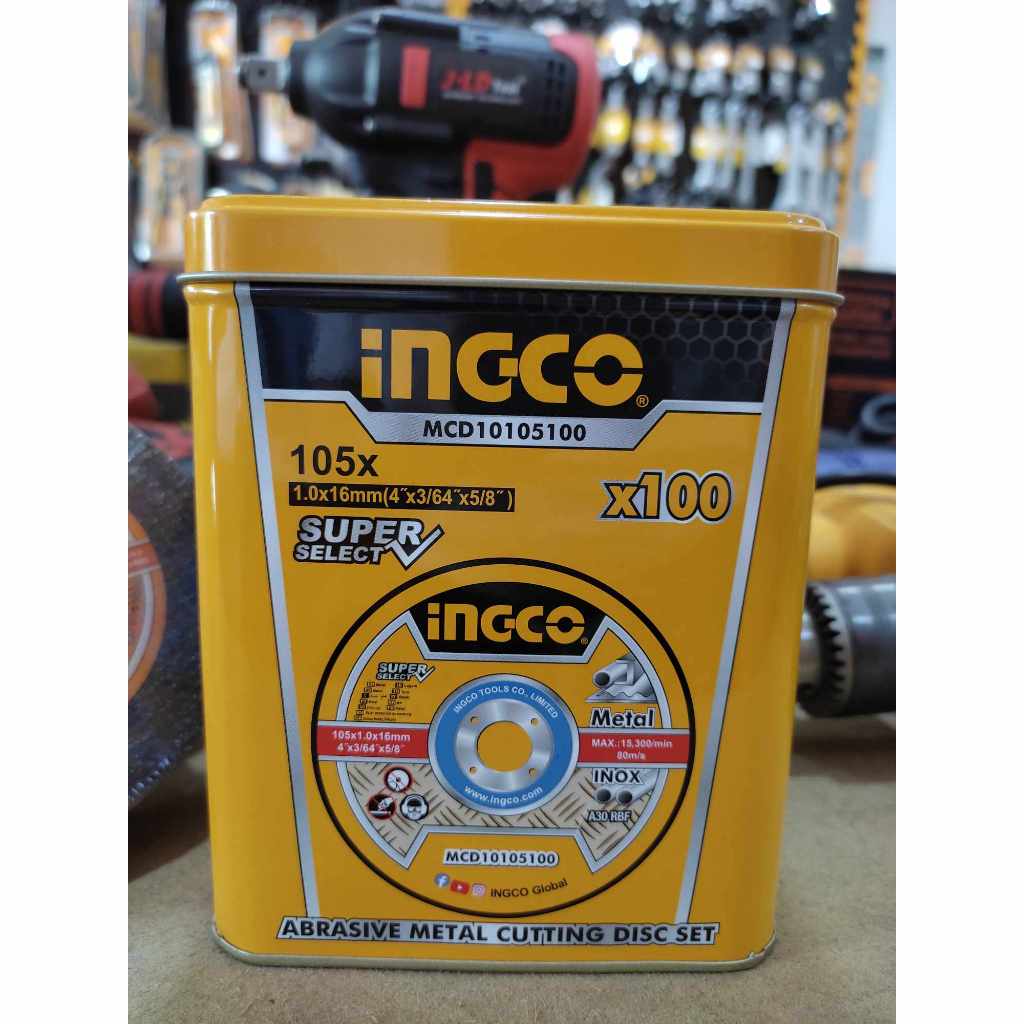 JLD Tool
iNGCO®
MCD10105100
105x
1.0x16mm(4″x3/64″x5/8″)
x100
SUPER
SELECT
iNGCO
SUPER
SELECT
INGCO TOOLS CO., LIMITED
www.ingco.com
105x1.0x16mm
4″x3/64″x5/8″
Metal
MAX.:15,300/min
80m/s
INOX
A30 RBF
MCD10105100
INGCO Global
ABRASIVE METAL CUTTING DISC SET